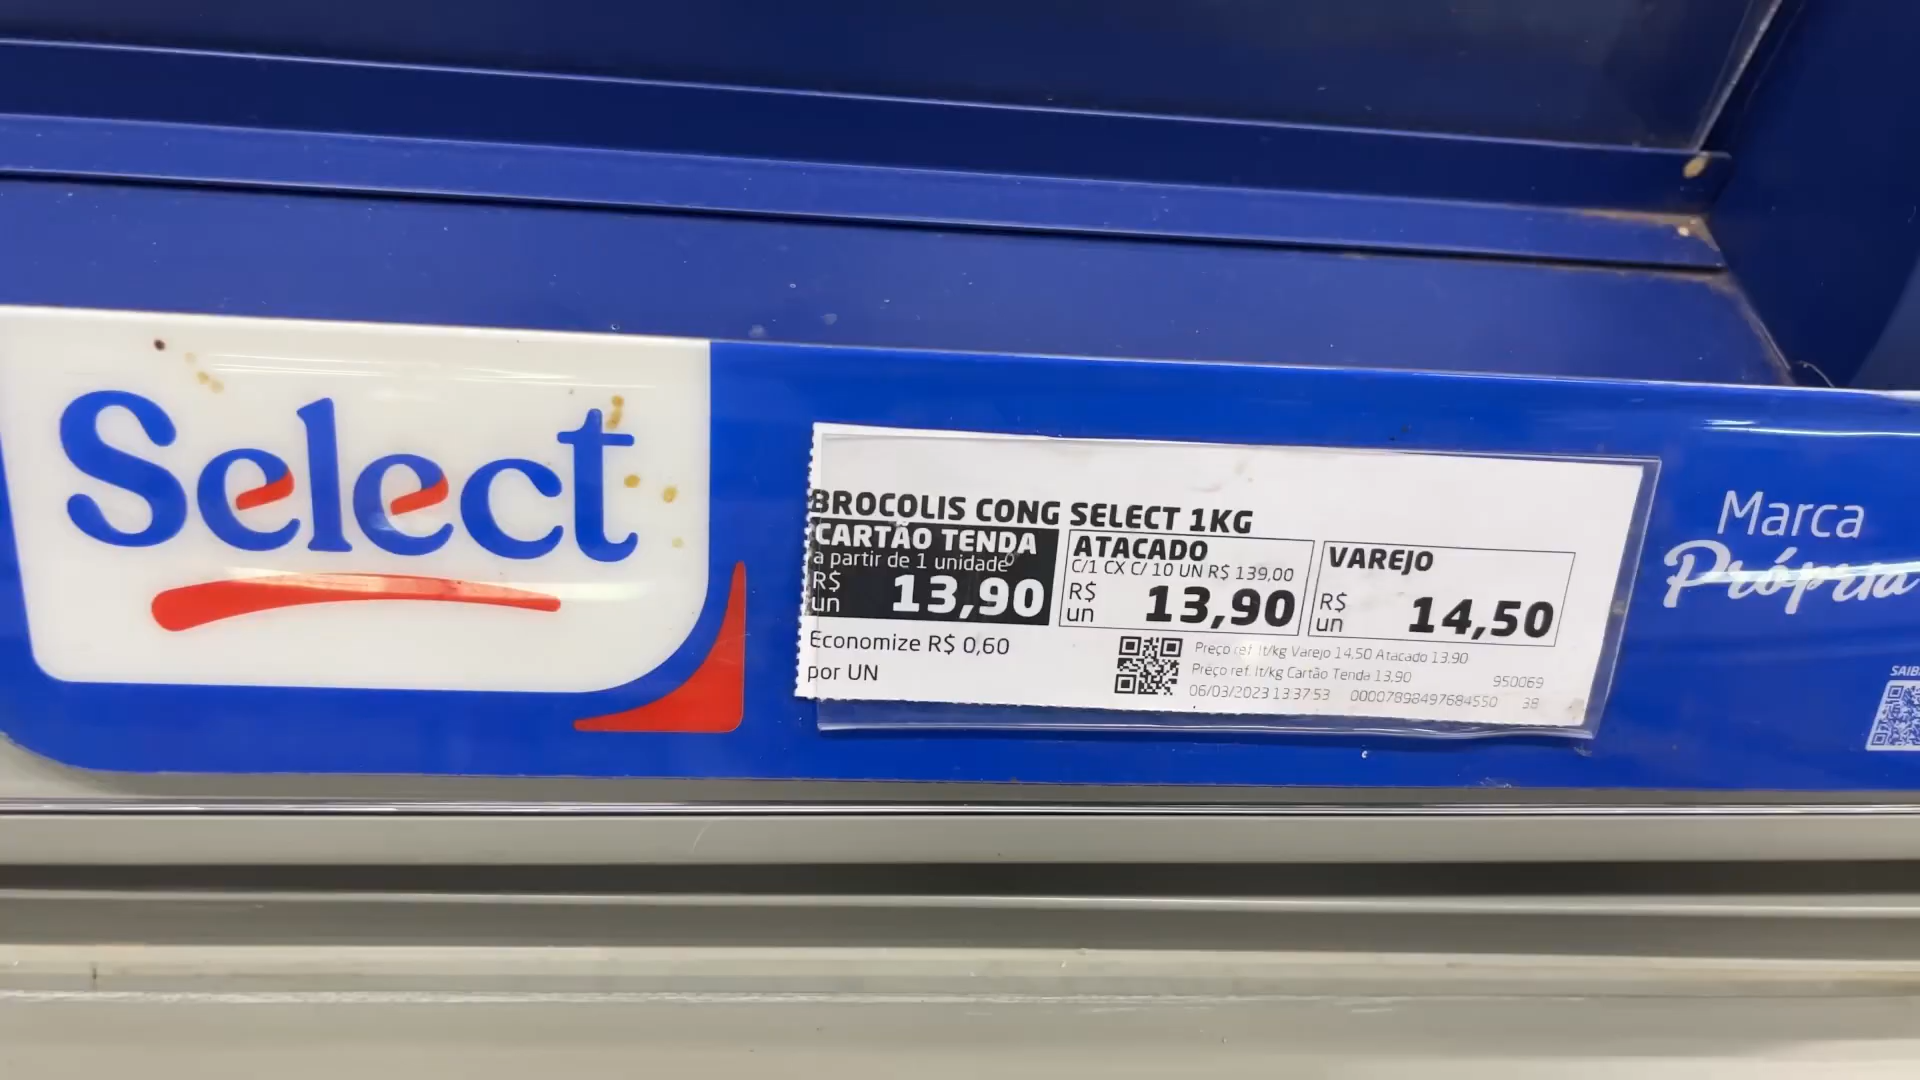 Select
BROCOLIS CONG SELECT 1KG
CARTÃO TENDA
a partir de 1 unidade
R$
un
13,90
Economize R$ 0,60
por UN
ATACADO
C/1 CX C/ 10 UN R$ 139,00
R$
un
13,90
VAREJO
R$
un
14,50
Preço ref. lt/kg Varejo 14,50 Atacado 13,90
Preço ref. lt/kg Cartão Tenda 13,90
950069
06/03/2023 13:37:53 00007898497684550 38
Marca
Própria